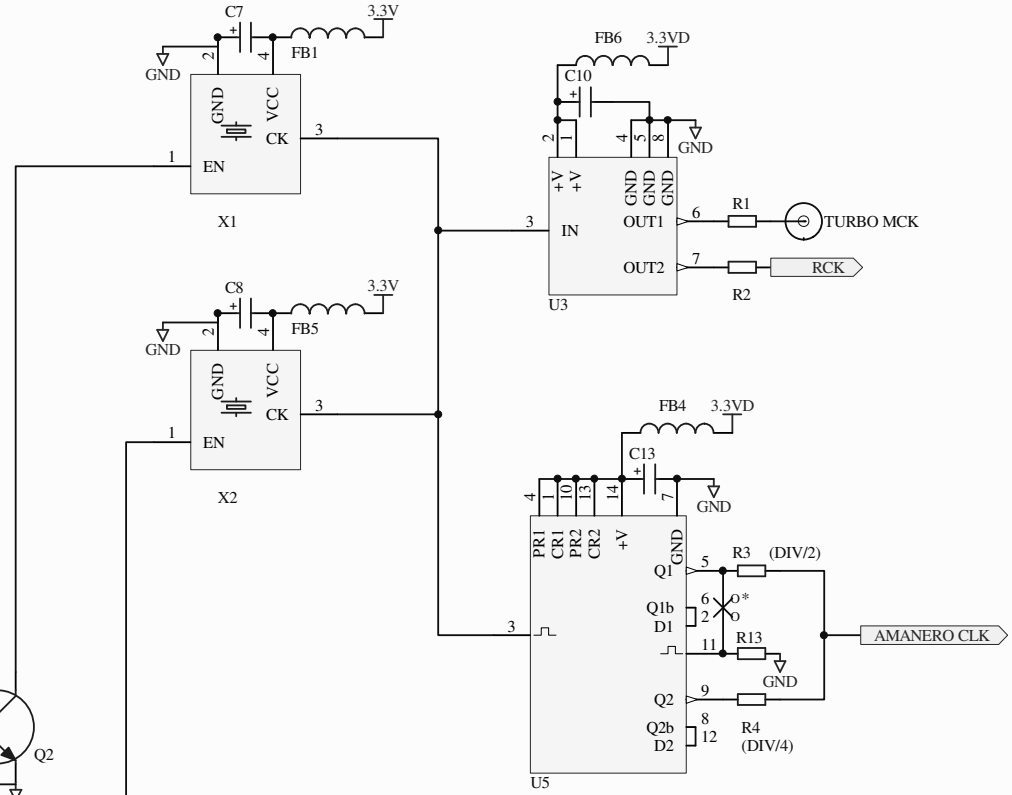 C7
3.3V
+
FB1
GND
2
4
GND
VCC
CK
3
1
EN
X1
C8
3.3V
+
FB5
GND
2
4
GND
VCC
CK
3
1
EN
X2
FB6
3.3VD
C10
+
2
1
4
5
8
GND
+V
+V
GND
GND
GND
3
IN
OUT1
6
R1
TURBO MCK
OUT2
7
RCK
R2
U3
FB4
3.3VD
C13
+
4
1
10
13
14
7
GND
PR1
CR1
PR2
CR2
+V
GND
Q1
5
R3
(DIV/2)
Q1b
6
*
D1
2
3
11
R13
AMANERO CLK
GND
Q2
9
Q2b
8
R4
D2
12
(DIV/4)
U5
Q2